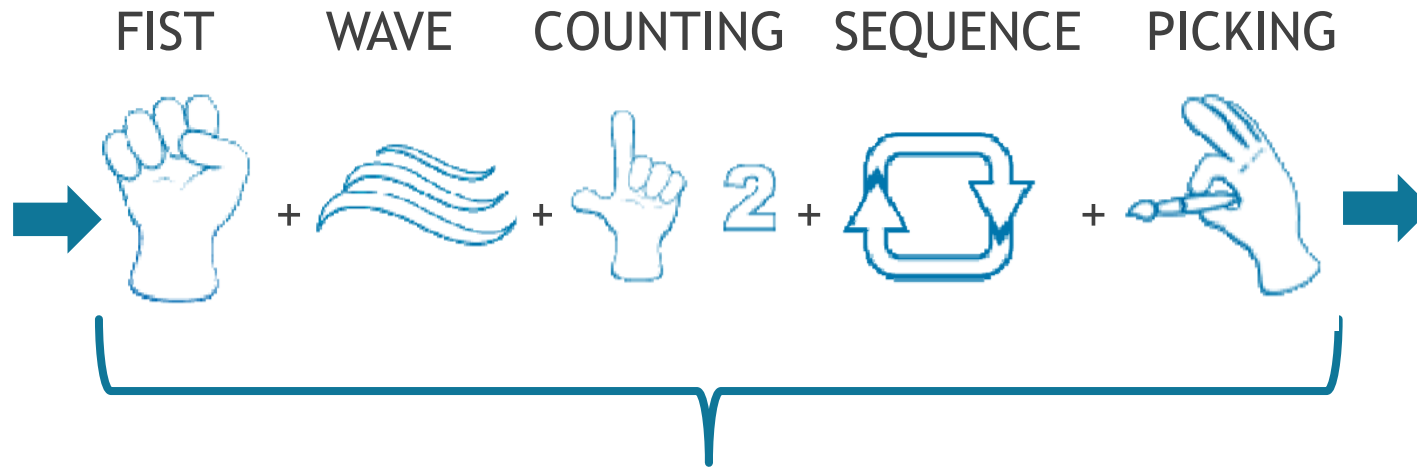 FIST WAVE COUNTING SEQUENCE PICKING
+ + 2 + +